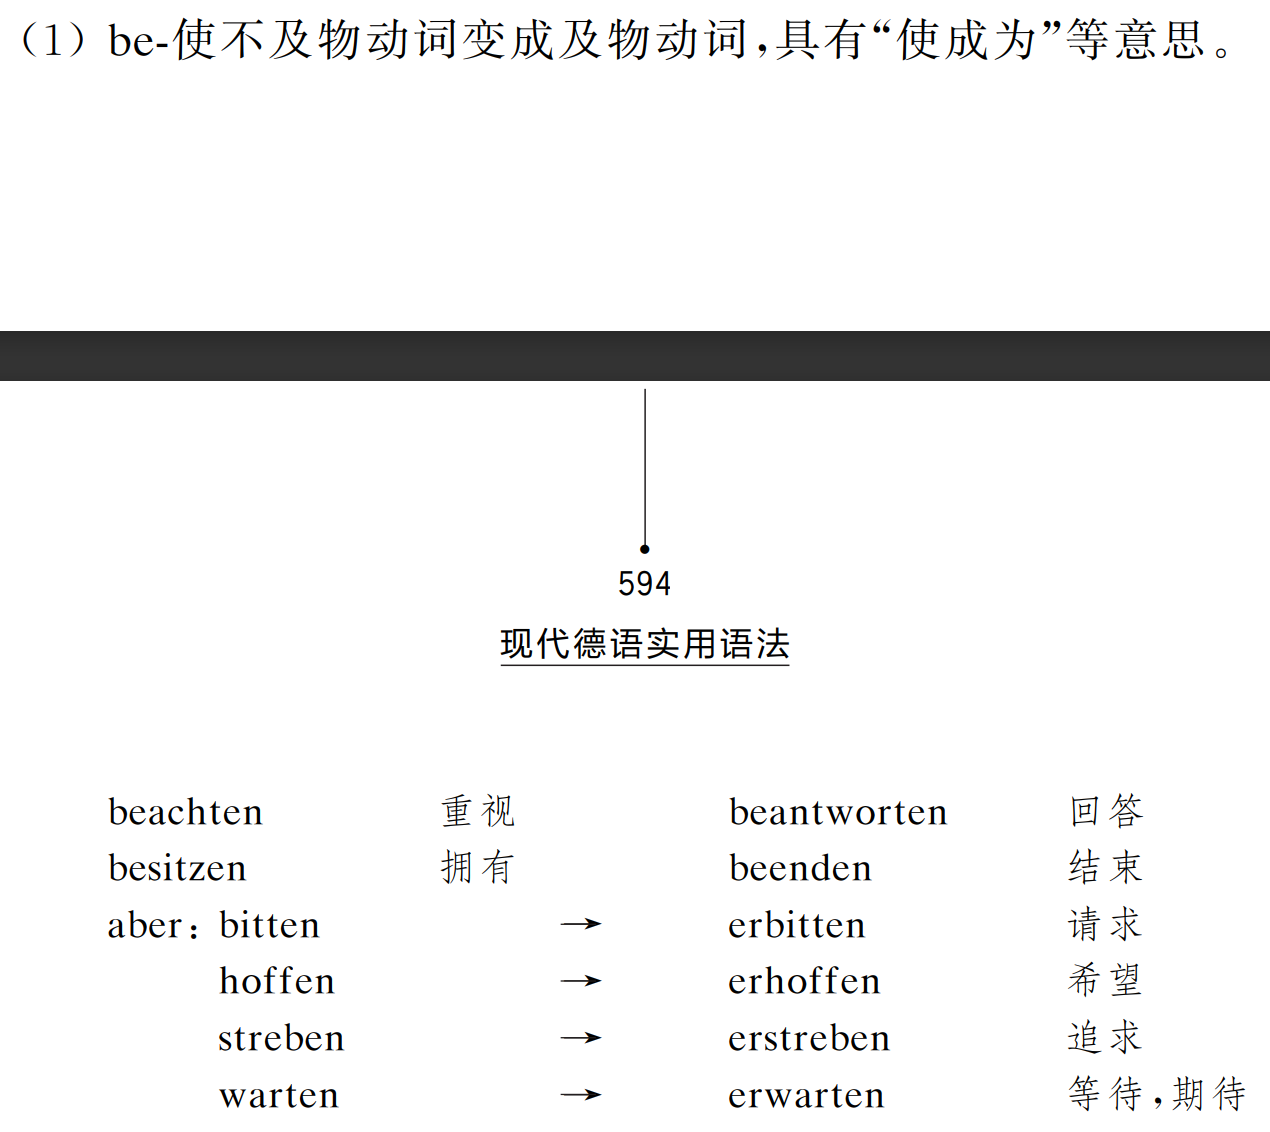 （1）be-使不及物动词变成及物动词，具有“使成为”等意思。
594
现代德语实用语法
beachten 重视 beantworten 回答
besitzen 拥有 beenden 结束
aber: bitten → erbitten 请求
hoffen → erhoffen 希望
streben → erstreben 追求
warten → erwarten 等待，期待